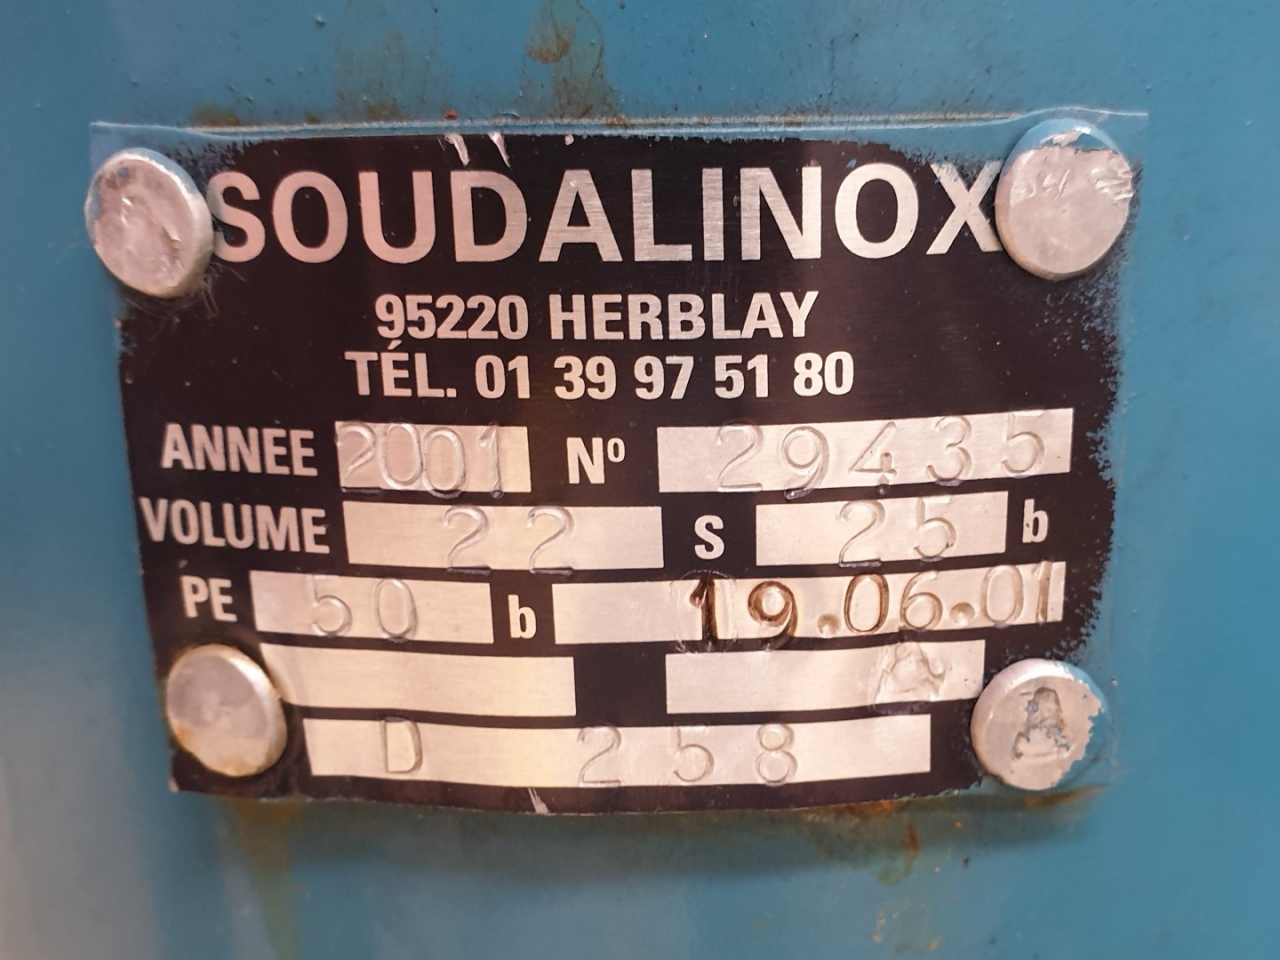 SOUDALINOX
95220 HERBLAY
TÉL. 01 39 97 51 80
ANNEE 2001 Nº 29435
VOLUME 22 S 25 b
PE 50 b 19.06.01
D 258